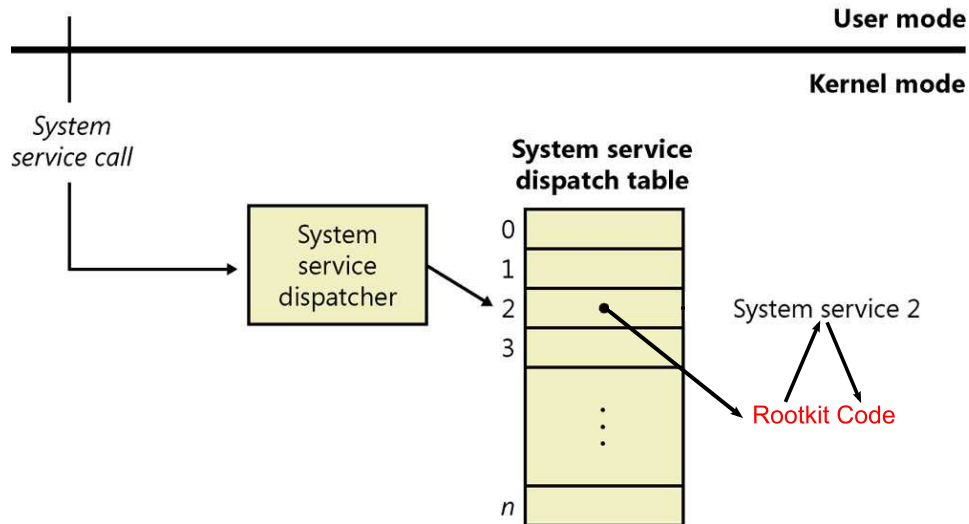 User mode
Kernel mode
System
service call
System service
dispatch table
System
service
dispatcher
0
1
2
3
n
System service 2
Rootkit Code